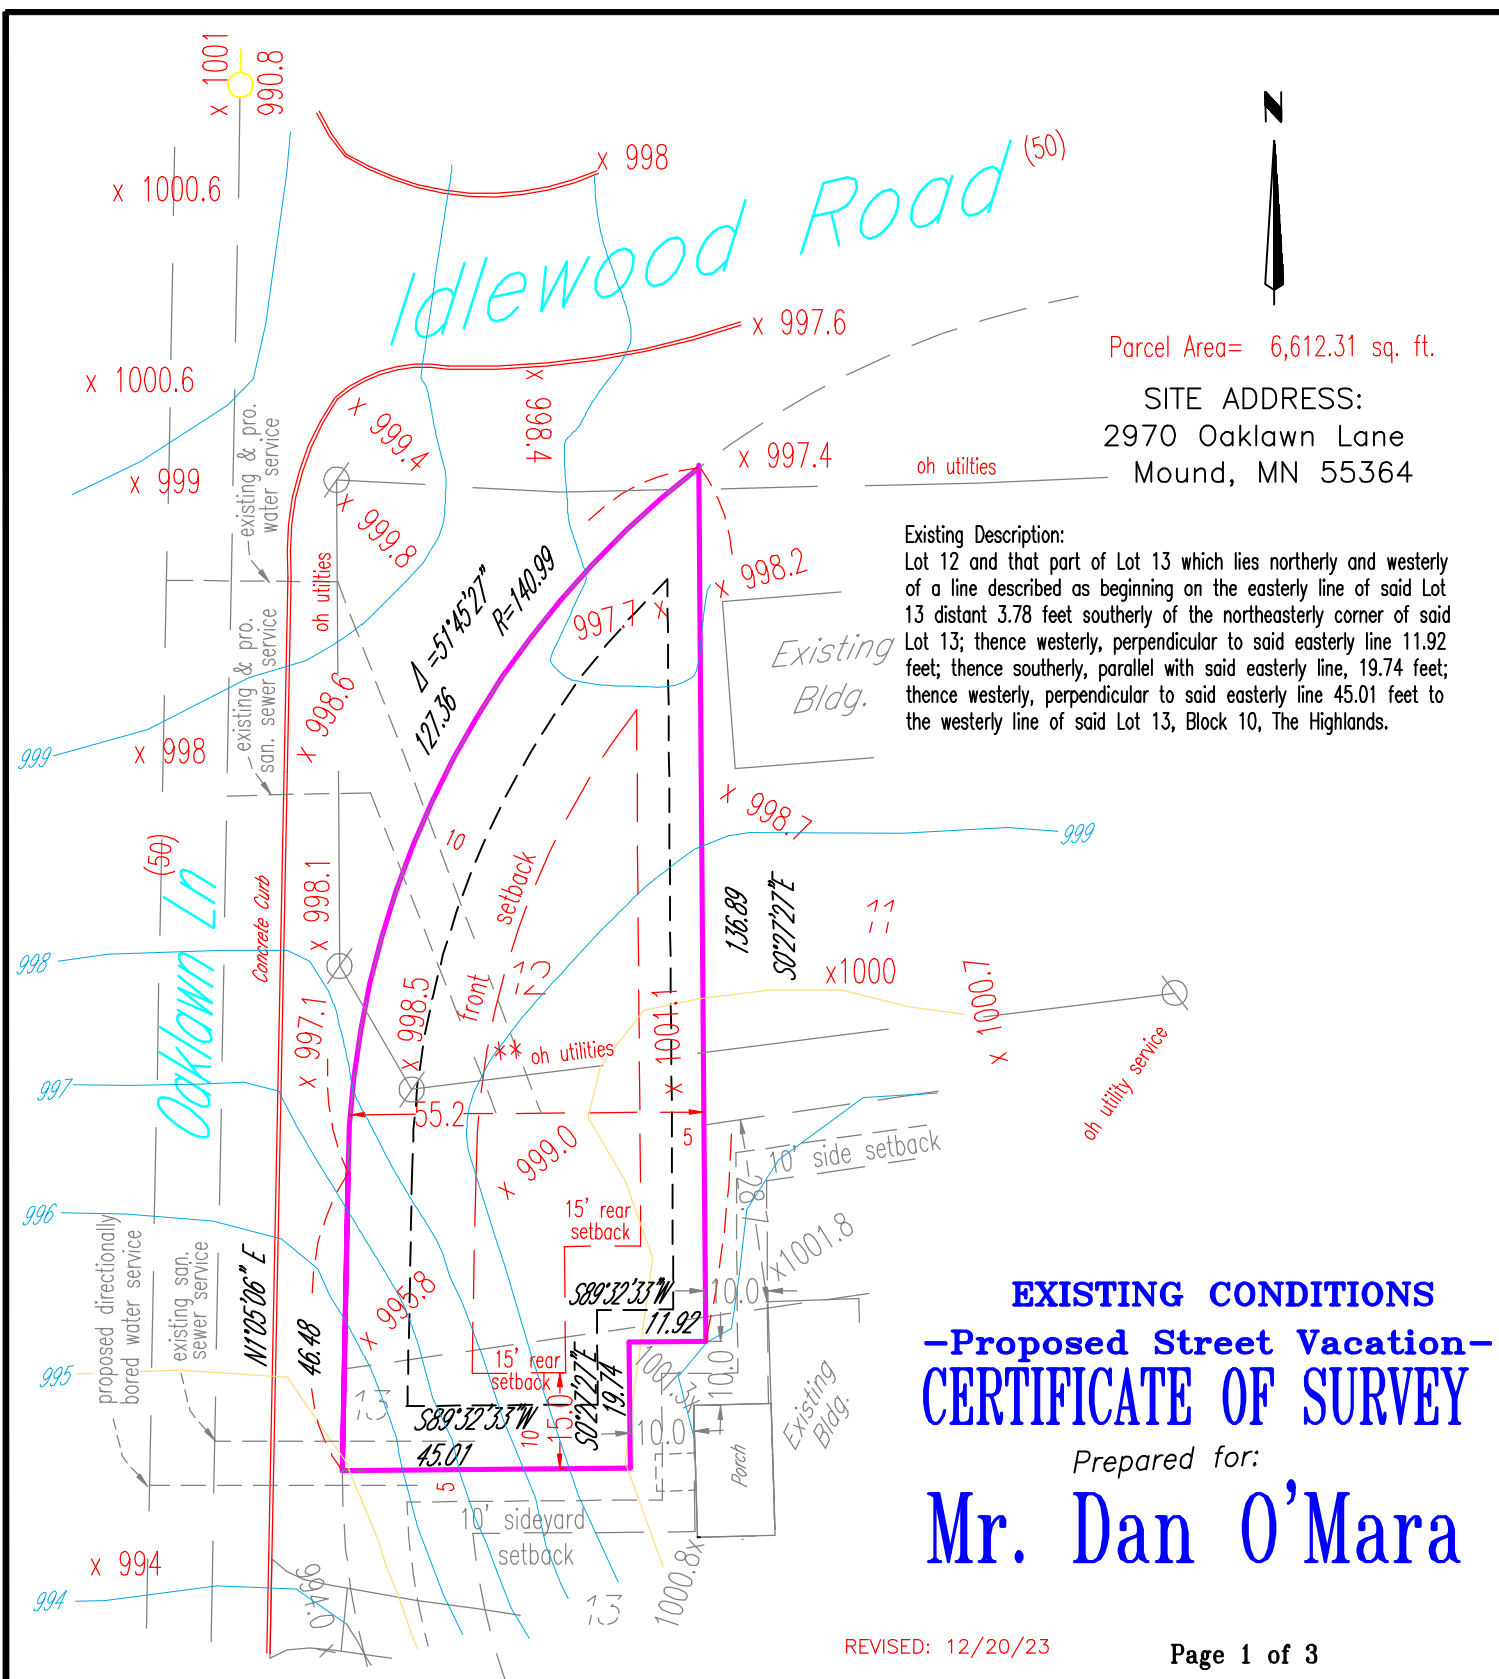 x 1001
990.8
x 1000.6
x 998
Idlewood Road
(50)
N
x 997.6
x 1000.6
x 999
existing & pro.
water service
x 999.4
x 998.4
x 997.4
oh utilties
Parcel Area= 6,612.31 sq. ft.
SITE ADDRESS:
2970 Oaklawn Lane
Mound, MN 55364
Existing Description:
Lot 12 and that part of Lot 13 which lies northerly and westerly
of a line described as beginning on the easterly line of said Lot
13 distant 3.78 feet southerly of the northeasterly corner of said
Lot 13; thence westerly, perpendicular to said easterly line 11.92
feet; thence southerly, parallel with said easterly line, 19.74 feet;
thence westerly, perpendicular to said easterly line 45.01 feet to
the westerly line of said Lot 13, Block 10, The Highlands.
x 999.8
oh utilities
Δ =51°45'27"
R=140.99
127.36
997.7 x
x 998.2
Existing
Bldg.
existing & pro.
san. sewer service
x 998.6
999
x 998
10
setback
front
x 998.7
999
(50)
Oaklawn Ln
Concrete Curb
x 998.1
998
136.89
S0°27'27"E
11
x1000
x 1000.7
12
x 997.1
x 998.5
** oh utilities
x 1001.1
oh utility service
997
55.2
5
x 999.0
10' side setback
28.7
15' rear
setback
996
proposed directionally
bored water service
existing san.
sewer service
N1°05'06" E
46.48
x 995.8
S89°32'33"W
11.92
10.0
x1001.8
15' rear
setback
S0°27'27"E
19.74
1001.3x
10.0
995
13
S89°32'33"W
45.01
10
15.0
10.0
Porch
Existing
Bldg.
5
10' sideyard
setback
13
1000.8x
x 994
994
x 994.0
EXISTING CONDITIONS
-Proposed Street Vacation-
CERTIFICATE OF SURVEY
Prepared for:
Mr. Dan O'Mara
REVISED: 12/20/23
Page 1 of 3